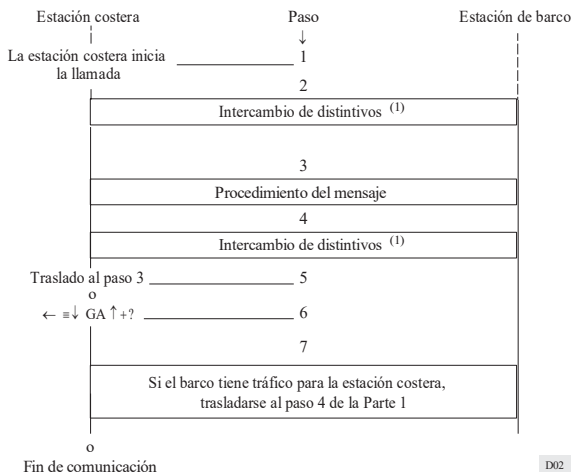 Estación costera Paso Estación de barco
↓
La estación costera inicia 1
la llamada
2
Intercambio de distintivos (1)
3
Procedimiento del mensaje
4
Intercambio de distintivos (1)
Traslado al paso 3 5
o
← ≡↓ GA ↑+? 6
7
Si el barco tiene tráfico para la estación costera,
trasladarse al paso 4 de la Parte 1
o
Fin de comunicación
D02